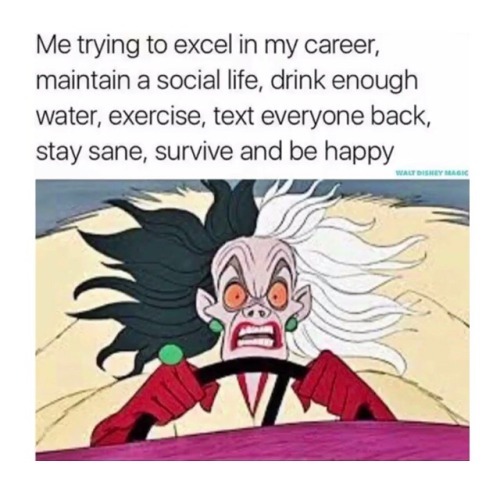 Me trying to excel in my career,
maintain a social life, drink enough
water, exercise, text everyone back,
stay sane, survive and be happy
WALT DISNEY MAGIC